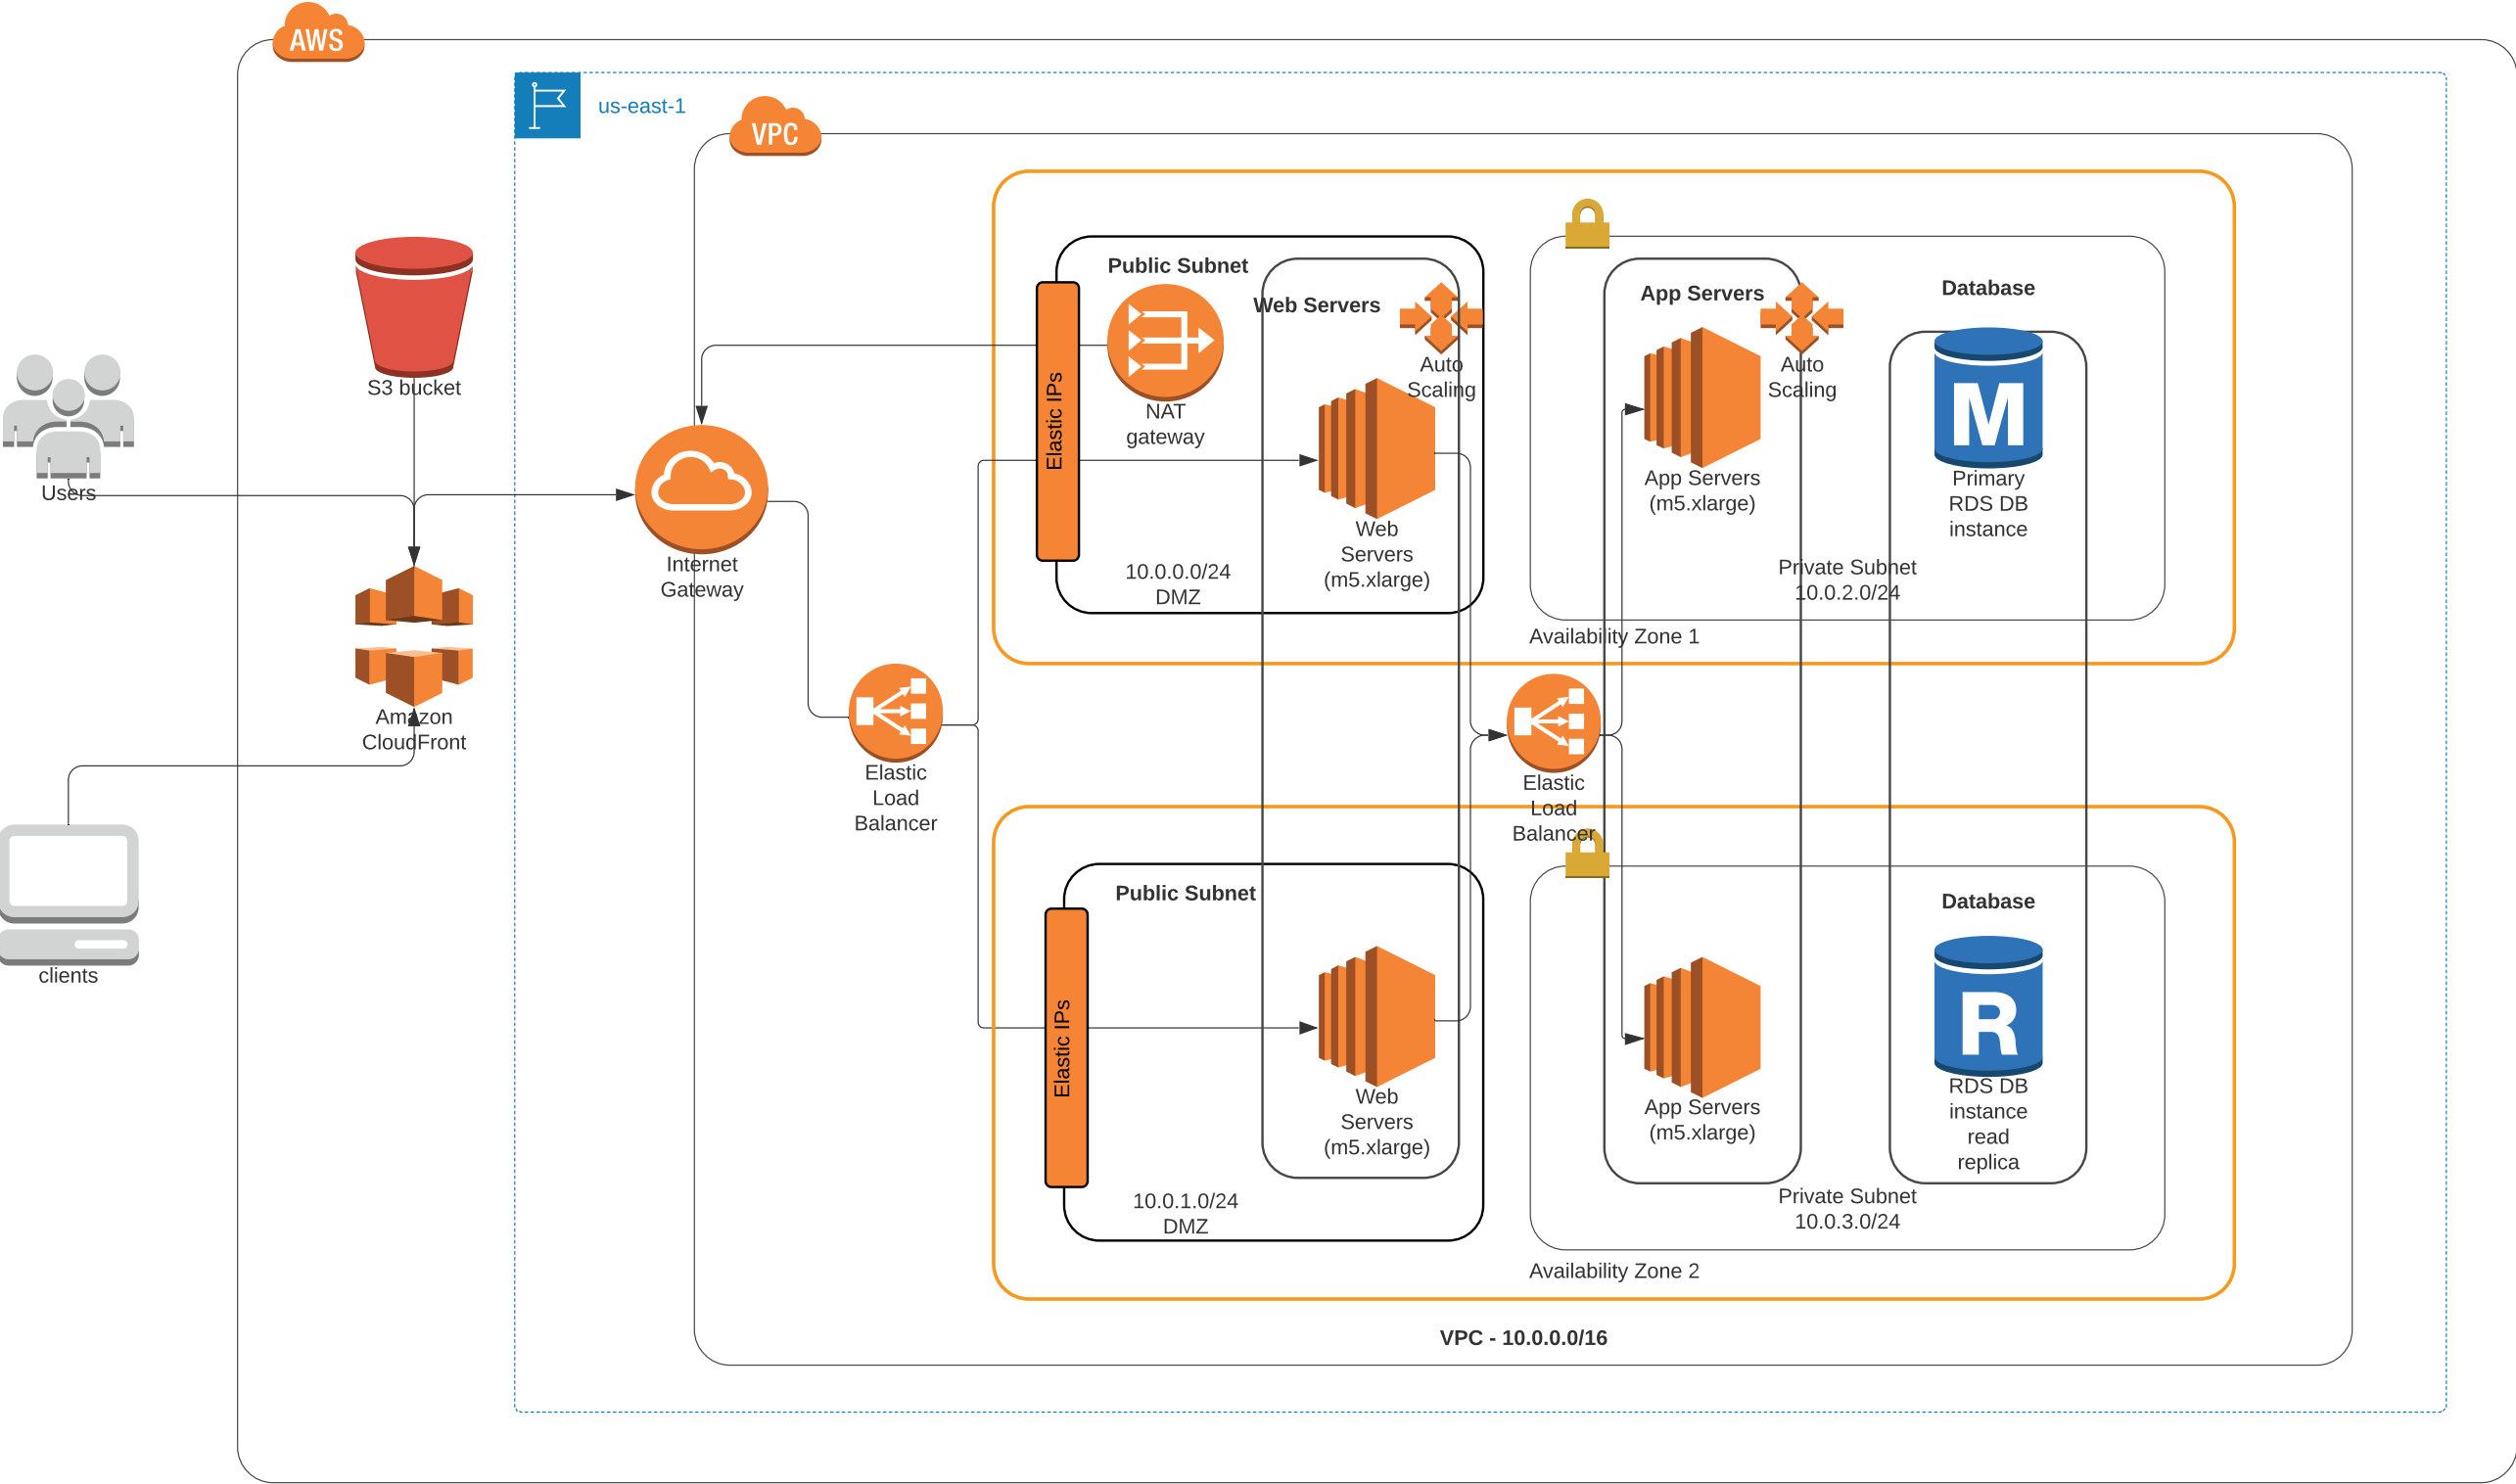 AWS
us-east-1
VPC
Users
S3 bucket
Amazon
CloudFront
clients
Internet
Gateway
Elastic
Load
Balancer
Public Subnet
Elastic IPs
NAT
gateway
10.0.0.0/24
DMZ
Web Servers
Auto
Scaling
Web
Servers
(m5.xlarge)
App Servers
Auto
Scaling
App Servers
(m5.xlarge)
Database
M
Primary
RDS DB
instance
Private Subnet
10.0.2.0/24
Availability Zone 1
Elastic
Load
Balancer
Public Subnet
Elastic IPs
Web
Servers
(m5.xlarge)
10.0.1.0/24
DMZ
App Servers
(m5.xlarge)
Database
R
RDS DB
instance
read
replica
Private Subnet
10.0.3.0/24
Availability Zone 2
VPC - 10.0.0.0/16